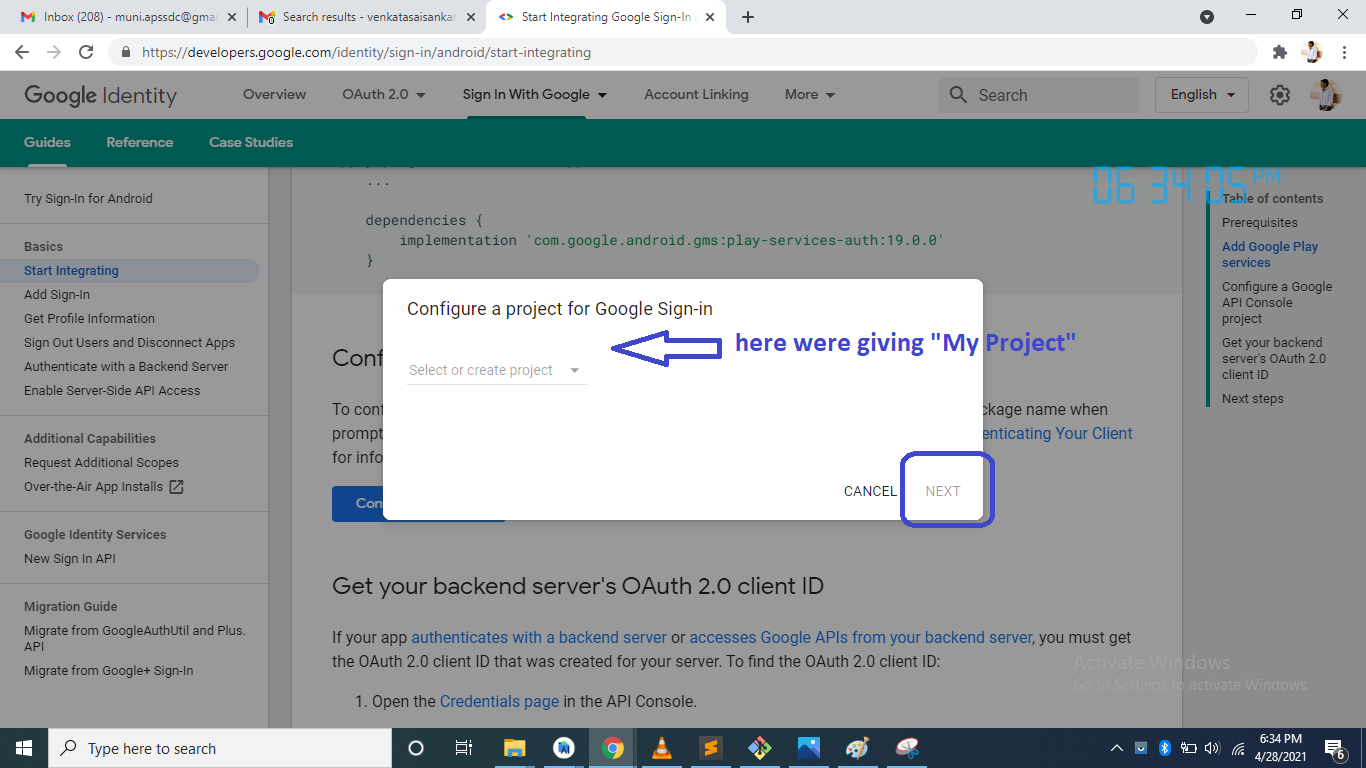 Inbox (208) - muni.apssdc@gmai
Search results - venkatasaisankar
Start Integrating Google Sign-In
https://developers.google.com/identity/sign-in/android/start-integrating
Google Identity
Overview
OAuth 2.0
Sign In With Google
Account Linking
More
Search
English
Guides
Reference
Case Studies
06 34 05 PM
Try Sign-In for Android
Basics
Start Integrating
Add Sign-In
Get Profile Information
Sign Out Users and Disconnect Apps
Authenticate with a Backend Server
Enable Server-Side API Access
Additional Capabilities
Request Additional Scopes
Over-the-Air App Installs
Google Identity Services
New Sign In API
Migration Guide
Migrate from GoogleAuthUtil and Plus.
API
Migrate from Google+ Sign-In
...
dependencies {
implementation 'com.google.android.gms:play-services-auth:19.0.0'
}
Configure a project for Google Sign-in
here were giving "My Project"
Select or create project
CANCEL
NEXT
Conf
To conf
ckage name when
prompt
enticating Your Client
for info
Con
Get your backend server's OAuth 2.0 client ID
If your app authenticates with a backend server or accesses Google APIs from your backend server, you must get
the OAuth 2.0 client ID that was created for your server. To find the OAuth 2.0 client ID:
1. Open the Credentials page in the API Console.
Table of contents
Prerequisites
Add Google Play
services
Configure a Google
API Console
project
Get your backend
server's OAuth 2.0
client ID
Next steps
Activate Windows
Go to Settings to activate Windows.
Type here to search
6:34 PM
4/28/2021
6